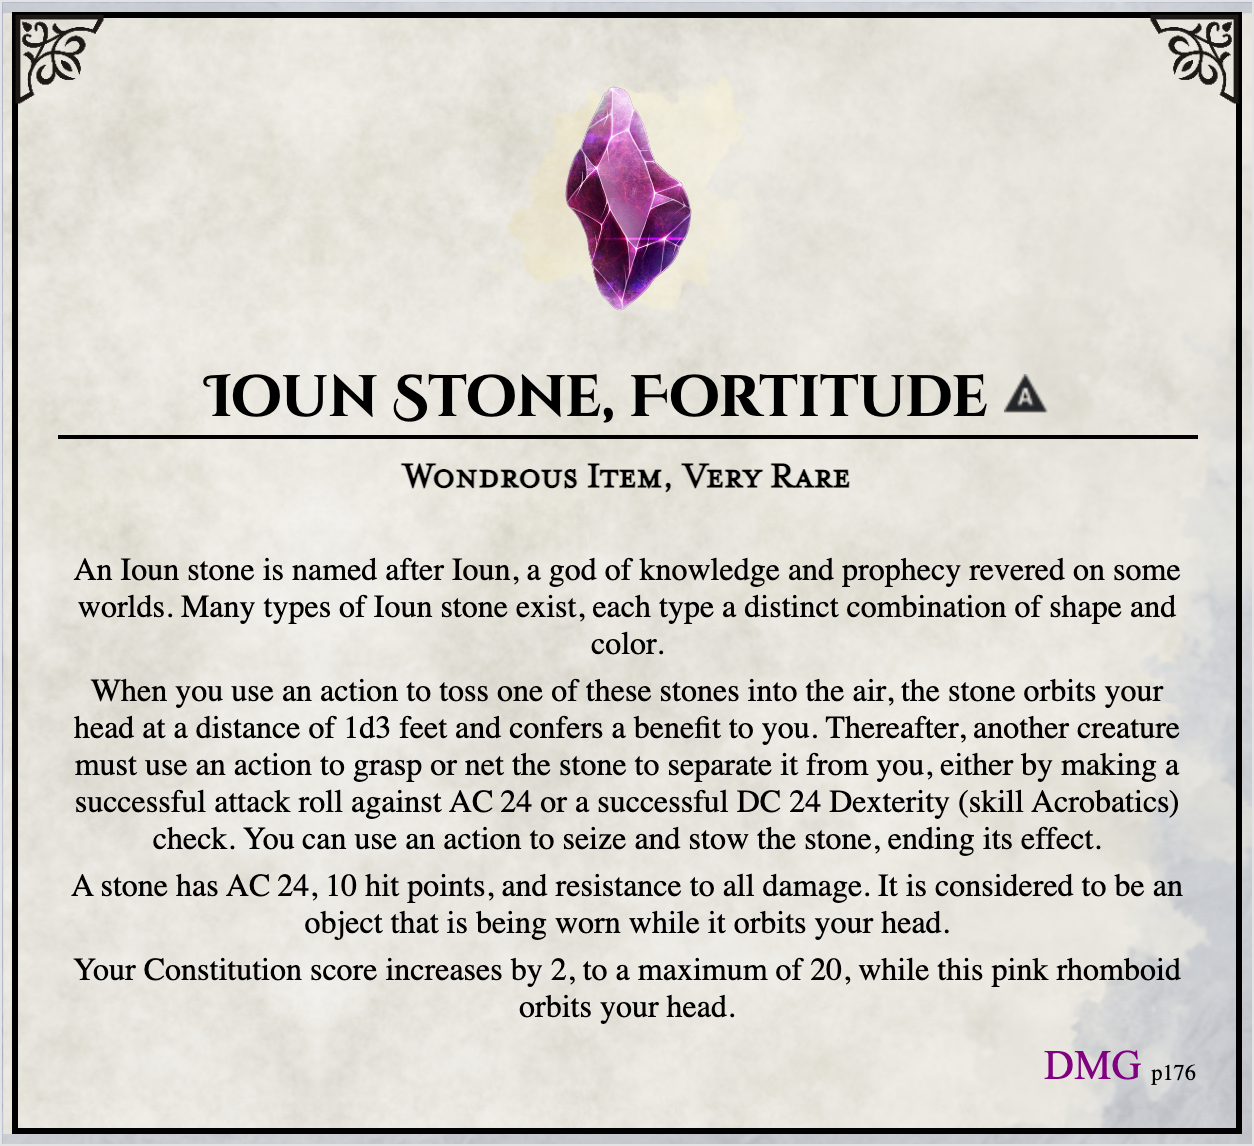 Ioun Stone, Fortitude A
Wondrous Item, Very Rare
An Ioun stone is named after Ioun, a god of knowledge and prophecy revered on some
worlds. Many types of Ioun stone exist, each type a distinct combination of shape and
color.
When you use an action to toss one of these stones into the air, the stone orbits your
head at a distance of 1d3 feet and confers a benefit to you. Thereafter, another creature
must use an action to grasp or net the stone to separate it from you, either by making a
successful attack roll against AC 24 or a successful DC 24 Dexterity (skill Acrobatics)
check. You can use an action to seize and stow the stone, ending its effect.
A stone has AC 24, 10 hit points, and resistance to all damage. It is considered to be an
object that is being worn while it orbits your head.
Your Constitution score increases by 2, to a maximum of 20, while this pink rhomboid
orbits your head.
DMG p176